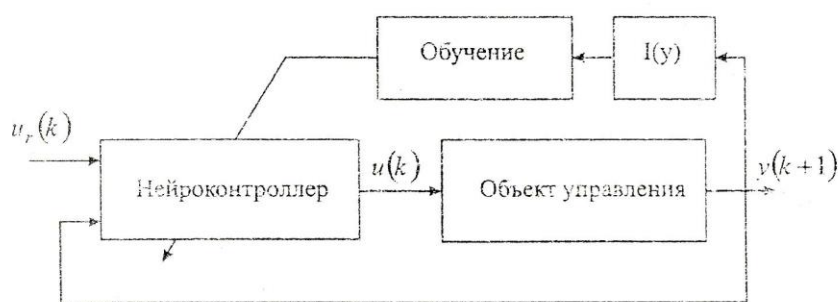 Обучение
I(y)
u_r(k)
Нейроконтроллер
u(k)
Объект управления
y(k+1)